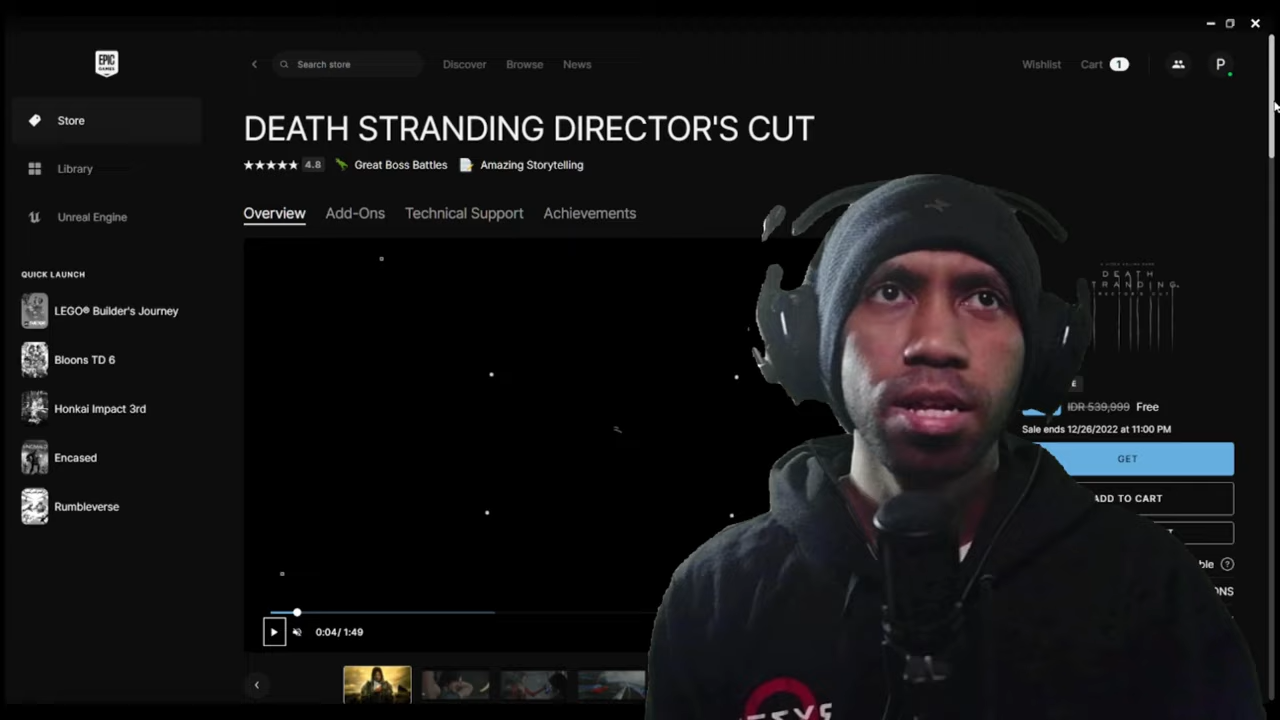 EPIC
GAMES
Search store
Discover
Browse
News
Wishlist
Cart
1
P
Store
Library
Unreal Engine
QUICK LAUNCH
LEGO® Builder's Journey
Bloons TD 6
Honkai Impact 3rd
Encased
Rumbleverse
DEATH STRANDING DIRECTOR'S CUT
4.8
Great Boss Battles
Amazing Storytelling
Overview
Add-Ons
Technical Support
Achievements
0:04 / 1:49
DEATH
IDR 539,999 Free
Sale ends 12/26/2022 at 11:00 PM
GET
ADD TO CART